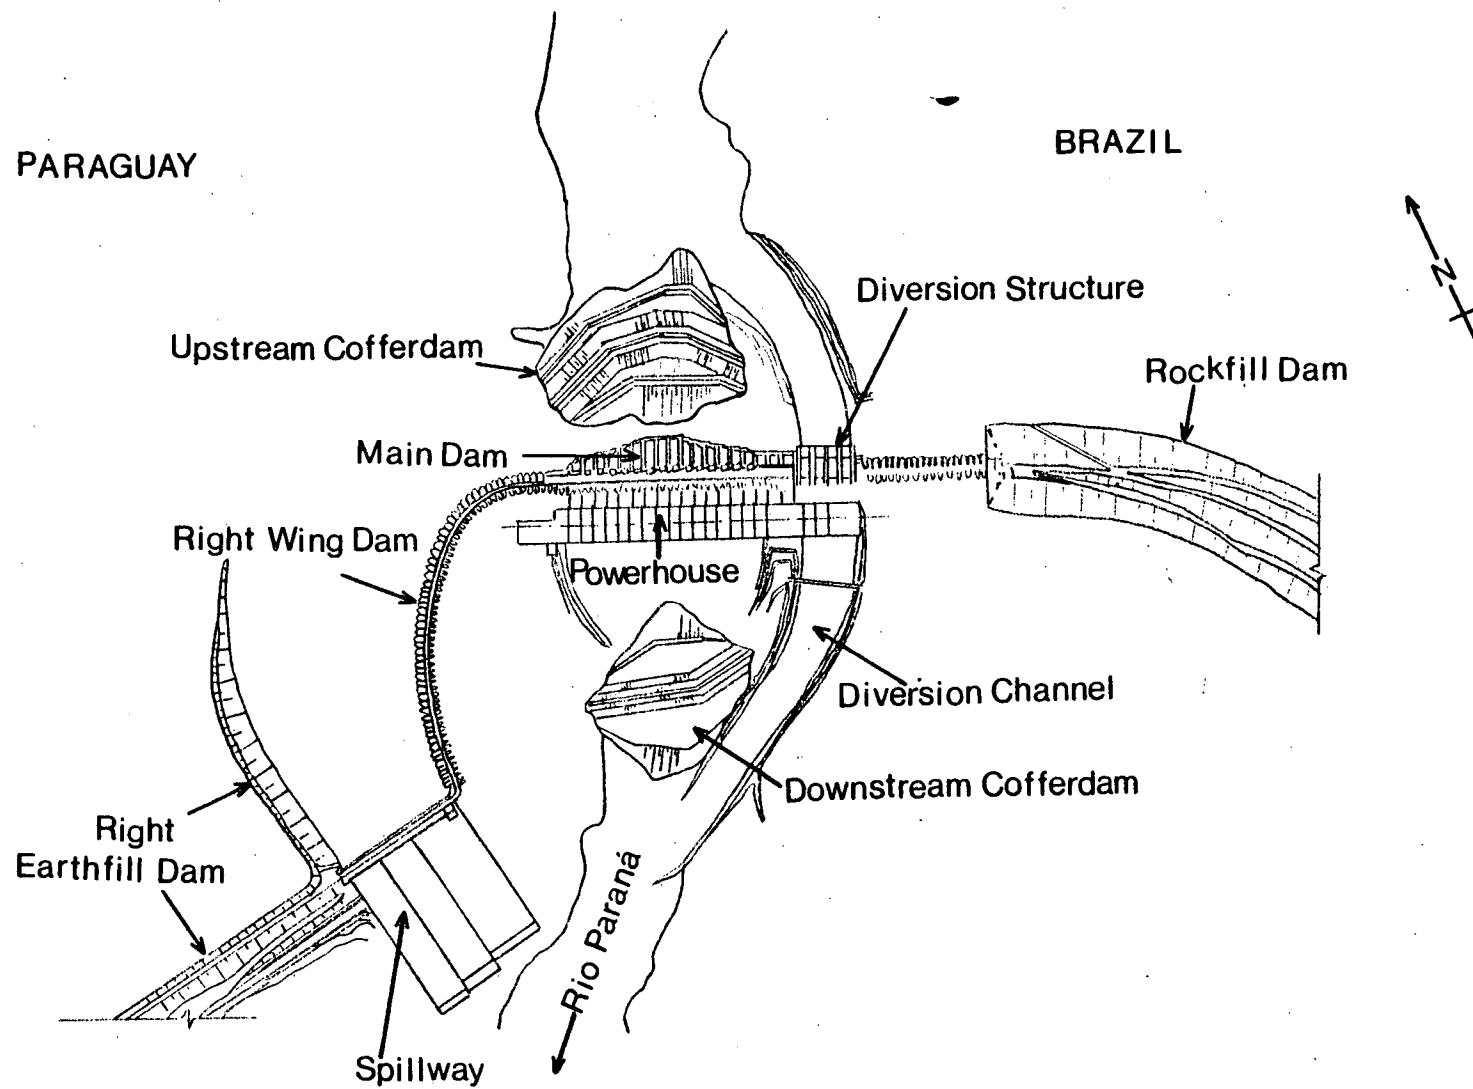 PARAGUAY
BRAZIL
N
Diversion Structure
Upstream Cofferdam
Rockfill Dam
Main Dam
Right Wing Dam
Powerhouse
Diversion Channel
Downstream Cofferdam
Right
Earthfill Dam
Rio Paraná
Spillway